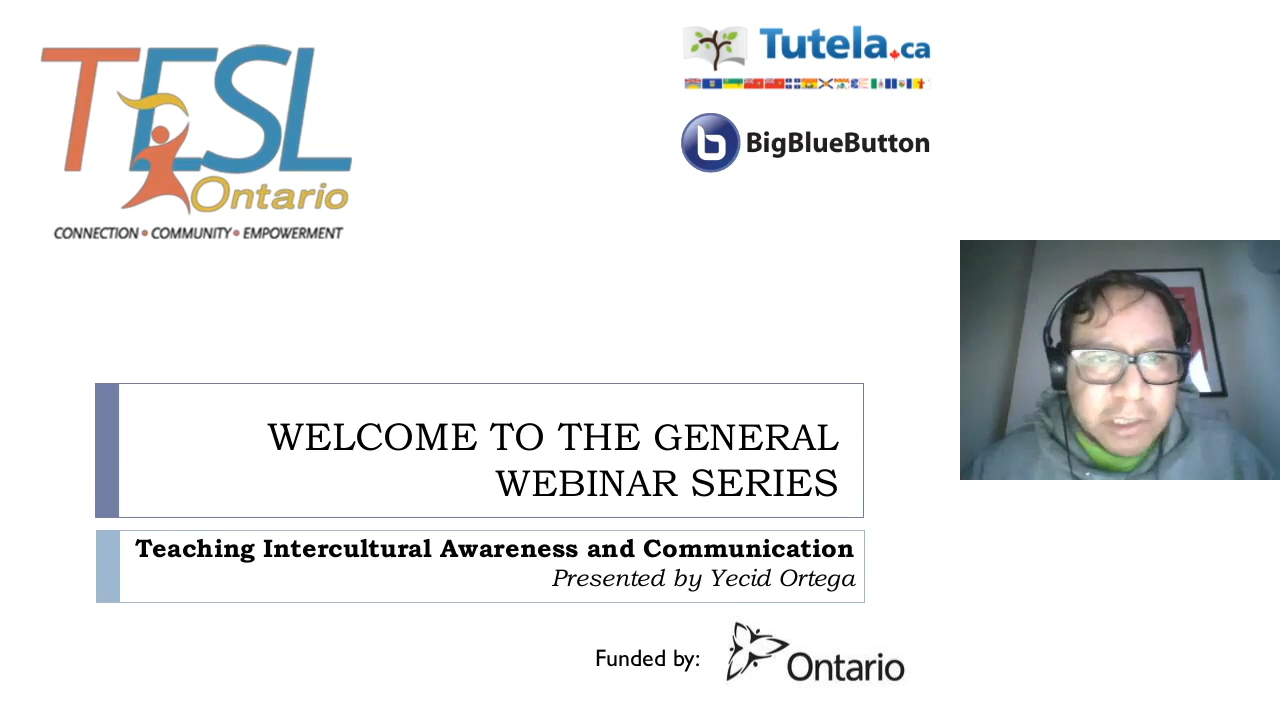 TESL
Ontario
CONNECTION • COMMUNITY • EMPOWERMENT
Tutela.ca
b
BigBlueButton
WELCOME TO THE GENERAL
WEBINAR SERIES
Teaching Intercultural Awareness and Communication
Presented by Yecid Ortega
Funded by:
Ontario